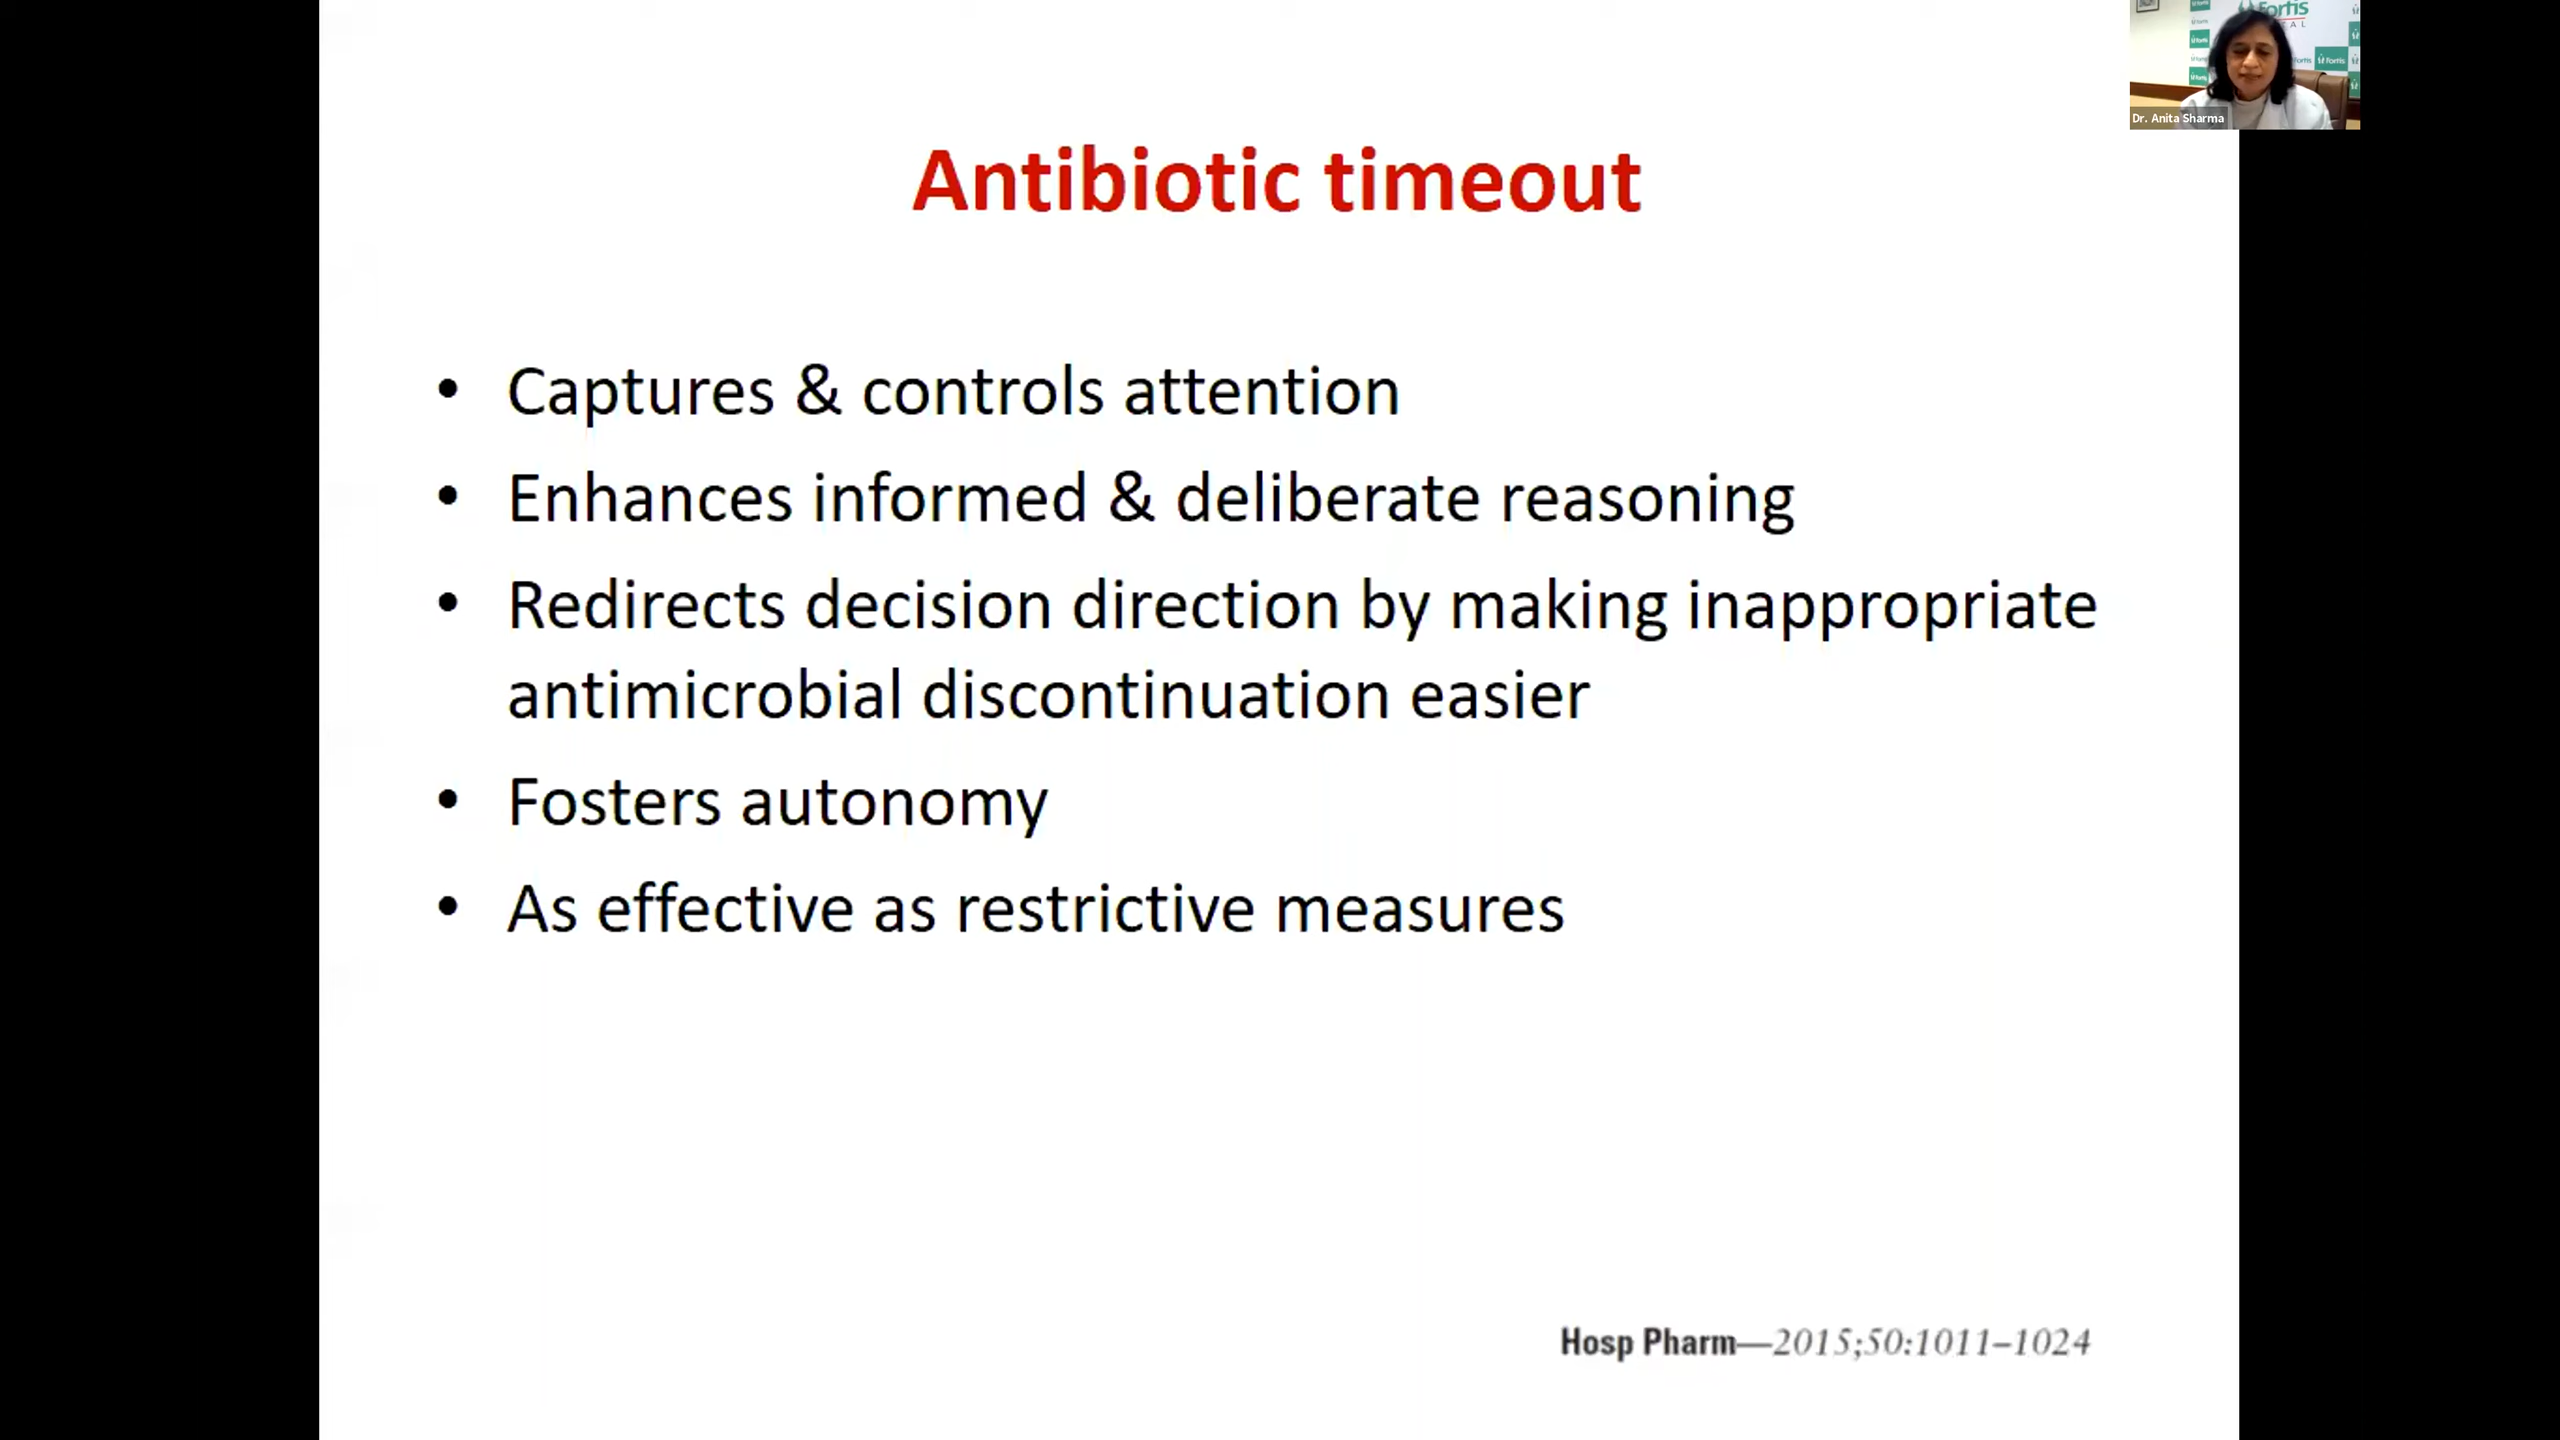 Fortis
Dr. Anita Sharma
Antibiotic timeout
• Captures & controls attention
• Enhances informed & deliberate reasoning
• Redirects decision direction by making inappropriate
antimicrobial discontinuation easier
• Fosters autonomy
• As effective as restrictive measures
Hosp Pharm—2015;50:1011–1024